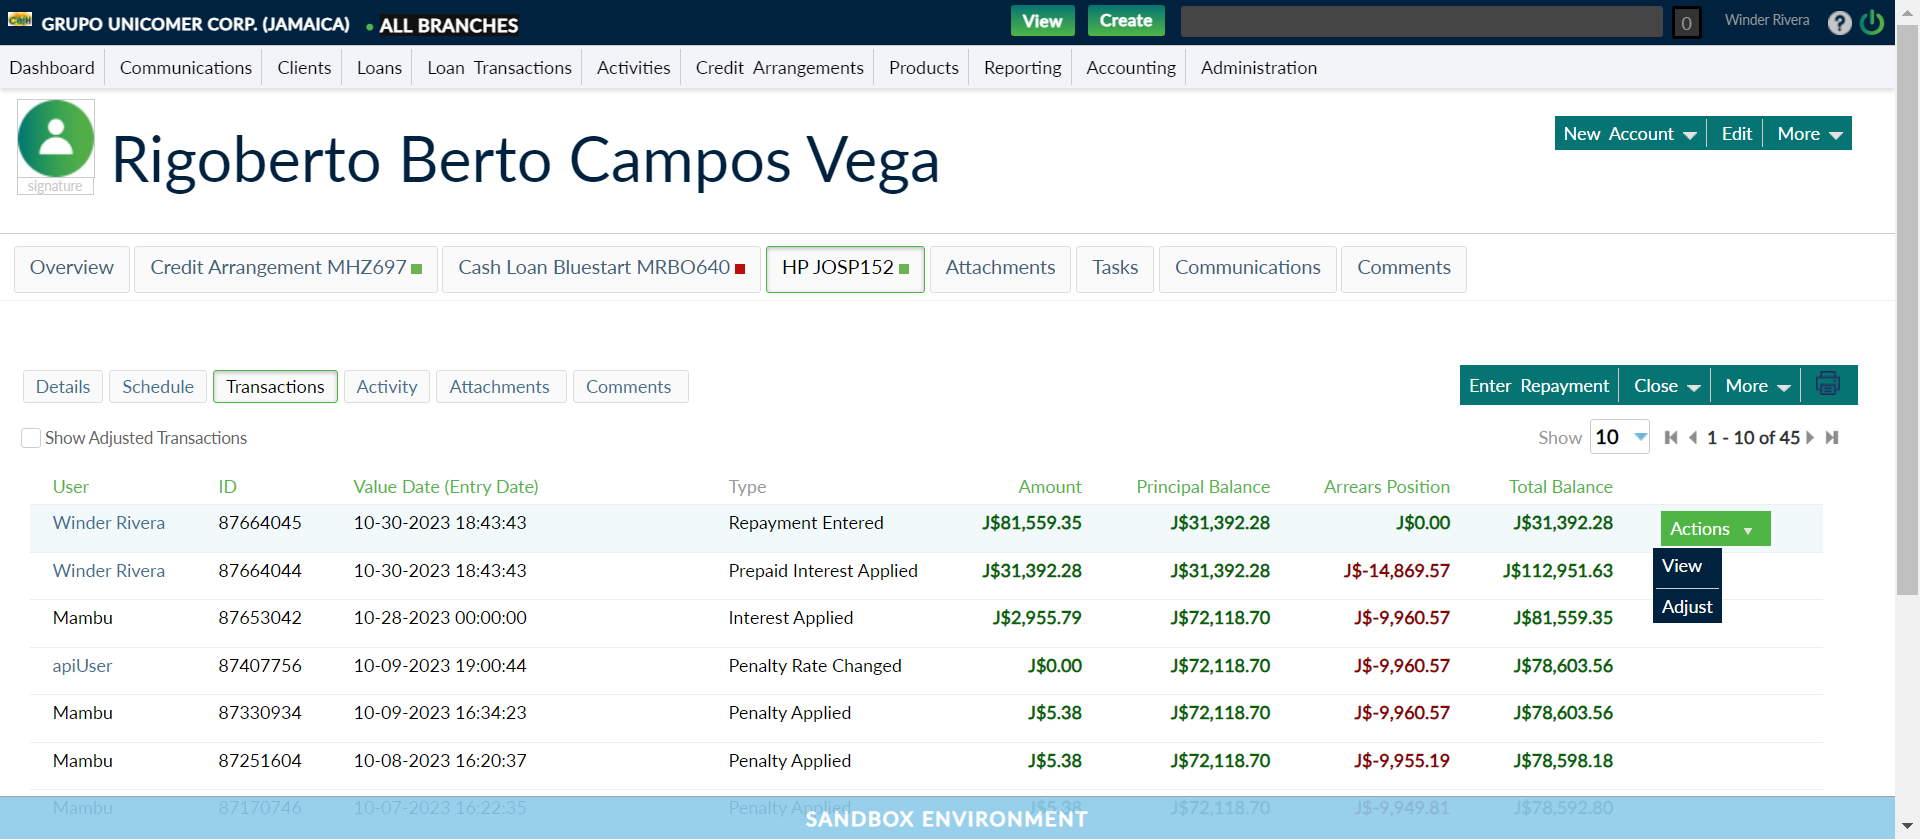 Cash GRUPO UNICOMER CORP. (JAMAICA) ALL BRANCHES View Create 0 Winder Rivera ?
Dashboard Communications Clients Loans Loan Transactions Activities Credit Arrangements Products Reporting Accounting Administration
signature
Rigoberto Berto Campos Vega
New Account Edit More
Overview Credit Arrangement MHZ697 Cash Loan Bluestart MRBO640 HP JOSP152 Attachments Tasks Communications Comments
Details Schedule Transactions Activity Attachments Comments Enter Repayment Close More
Show Adjusted Transactions Show 10 1 - 10 of 45
User ID Value Date (Entry Date) Type Amount Principal Balance Arrears Position Total Balance
Winder Rivera 87664045 10-30-2023 18:43:43 Repayment Entered J$81,559.35 J$31,392.28 J$0.00 J$31,392.28 Actions
Winder Rivera 87664044 10-30-2023 18:43:43 Prepaid Interest Applied J$31,392.28 J$31,392.28 J$-14,869.57 J$112,951.63 View
Mambu 87653042 10-28-2023 00:00:00 Interest Applied J$2,955.79 J$72,118.70 J$-9,960.57 J$81,559.35 Adjust
apiUser 87407756 10-09-2023 19:00:44 Penalty Rate Changed J$0.00 J$72,118.70 J$-9,960.57 J$78,603.56
Mambu 87330934 10-09-2023 16:34:23 Penalty Applied J$5.38 J$72,118.70 J$-9,960.57 J$78,603.56
Mambu 87251604 10-08-2023 16:20:37 Penalty Applied J$5.38 J$72,118.70 J$-9,955.19 J$78,598.18
Mambu 87170746 10-07-2023 16:22:35 Penalty Applied J$5.38 J$72,118.70 J$-9,949.81 J$78,592.80
SANDBOX ENVIRONMENT